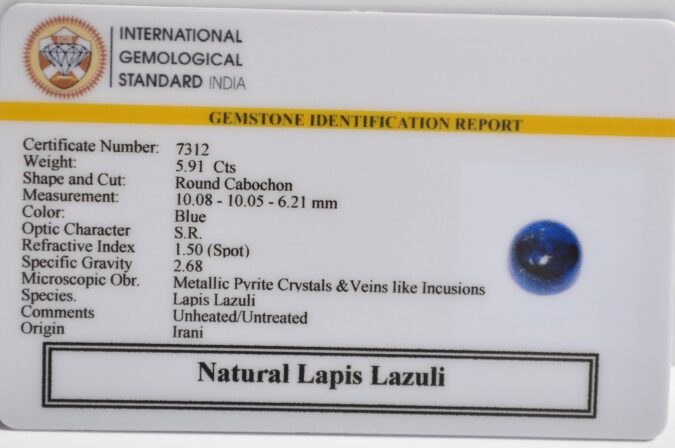 IGS
INTERNATIONAL
GEMOLOGICAL
STANDARD INDIA
GEMSTONE IDENTIFICATION REPORT
Certificate Number: 7312
Weight: 5.91 Cts
Shape and Cut: Round Cabochon
Measurement: 10.08 - 10.05 - 6.21 mm
Color: Blue
Optic Character S.R.
Refractive Index 1.50 (Spot)
Specific Gravity 2.68
Microscopic Obr. Metallic Pyrite Crystals &Veins like Incusions
Species. Lapis Lazuli
Comments Unheated/Untreated
Origin Irani
Natural Lapis Lazuli